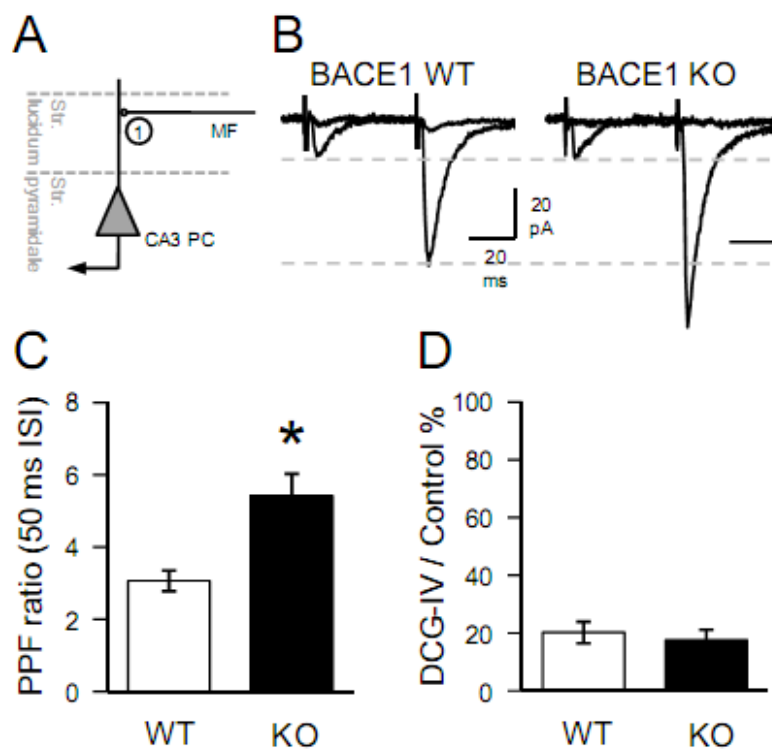 A
Str.
lucidum
1
MF
Str.
pyramidale
CA3 PC
B
BACE1 WT
BACE1 KO
20
pA
20
ms
C
PPF ratio (50 ms ISI)
8
6
4
2
0
*
WT
KO
D
DCG-IV / Control %
100
80
60
40
20
0
WT
KO